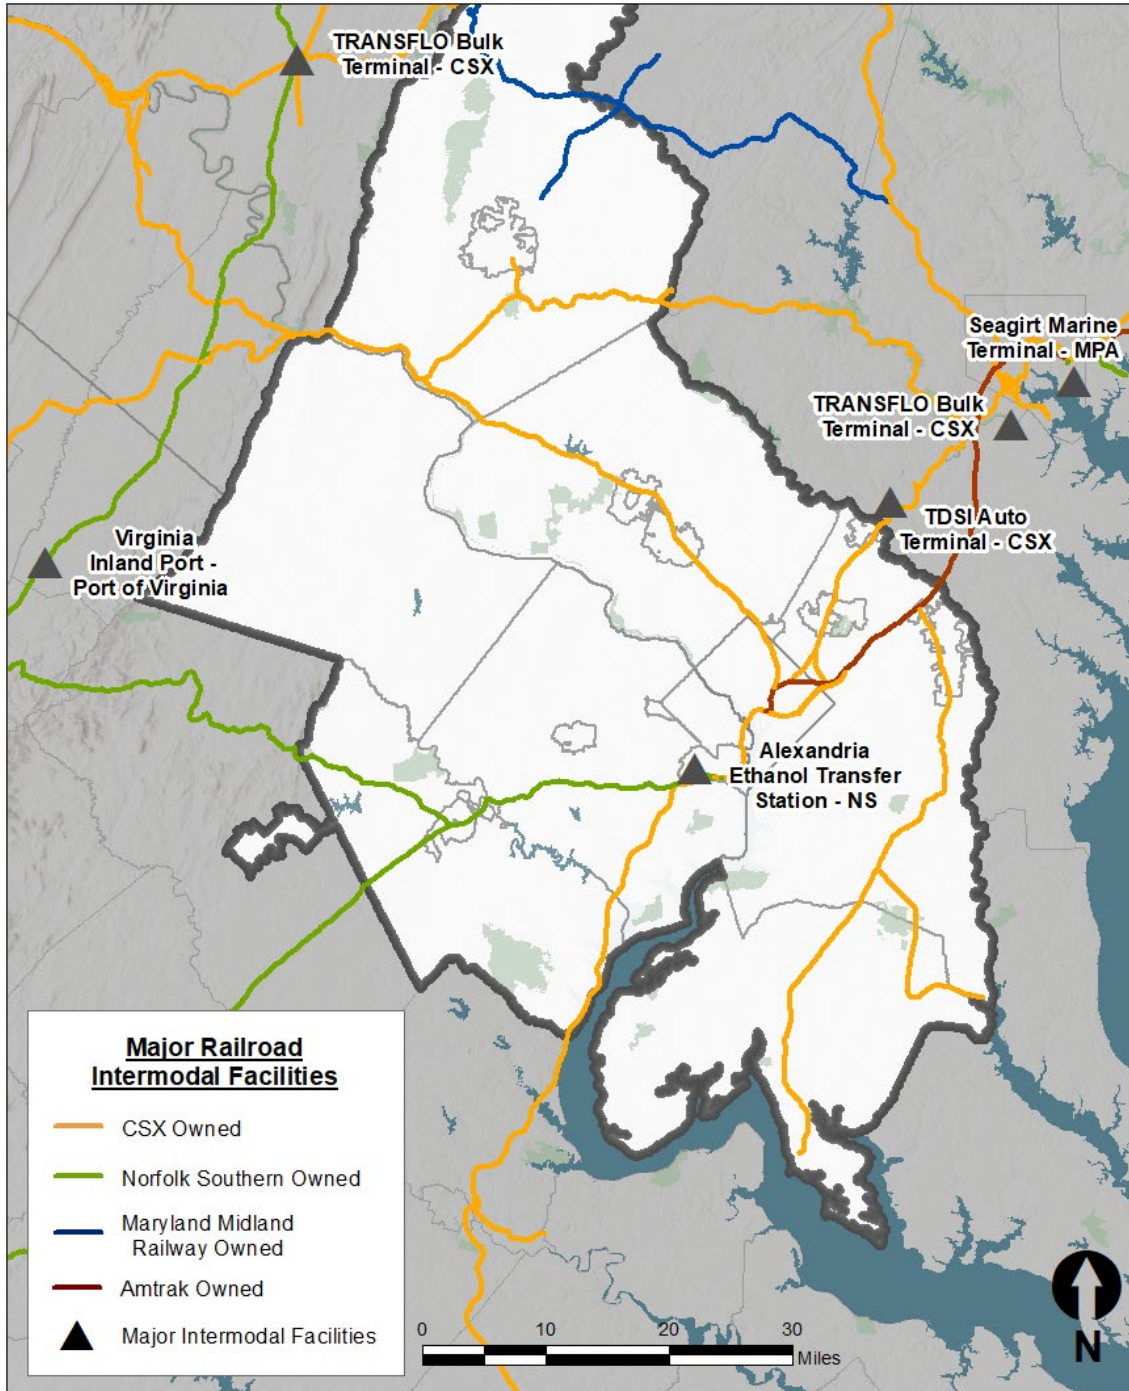 TRANSFLO Bulk
Terminal - CSX
Seagirt Marine
Terminal - MPA
TRANSFLO Bulk
Terminal - CSX
TDSI Auto
Terminal - CSX
Virginia
Inland Port -
Port of Virginia
Alexandria
Ethanol Transfer
Station - NS
Major Railroad
Intermodal Facilities
CSX Owned
Norfolk Southern Owned
Maryland Midland
Railway Owned
Amtrak Owned
Major Intermodal Facilities
0 10 20 30
Miles
N